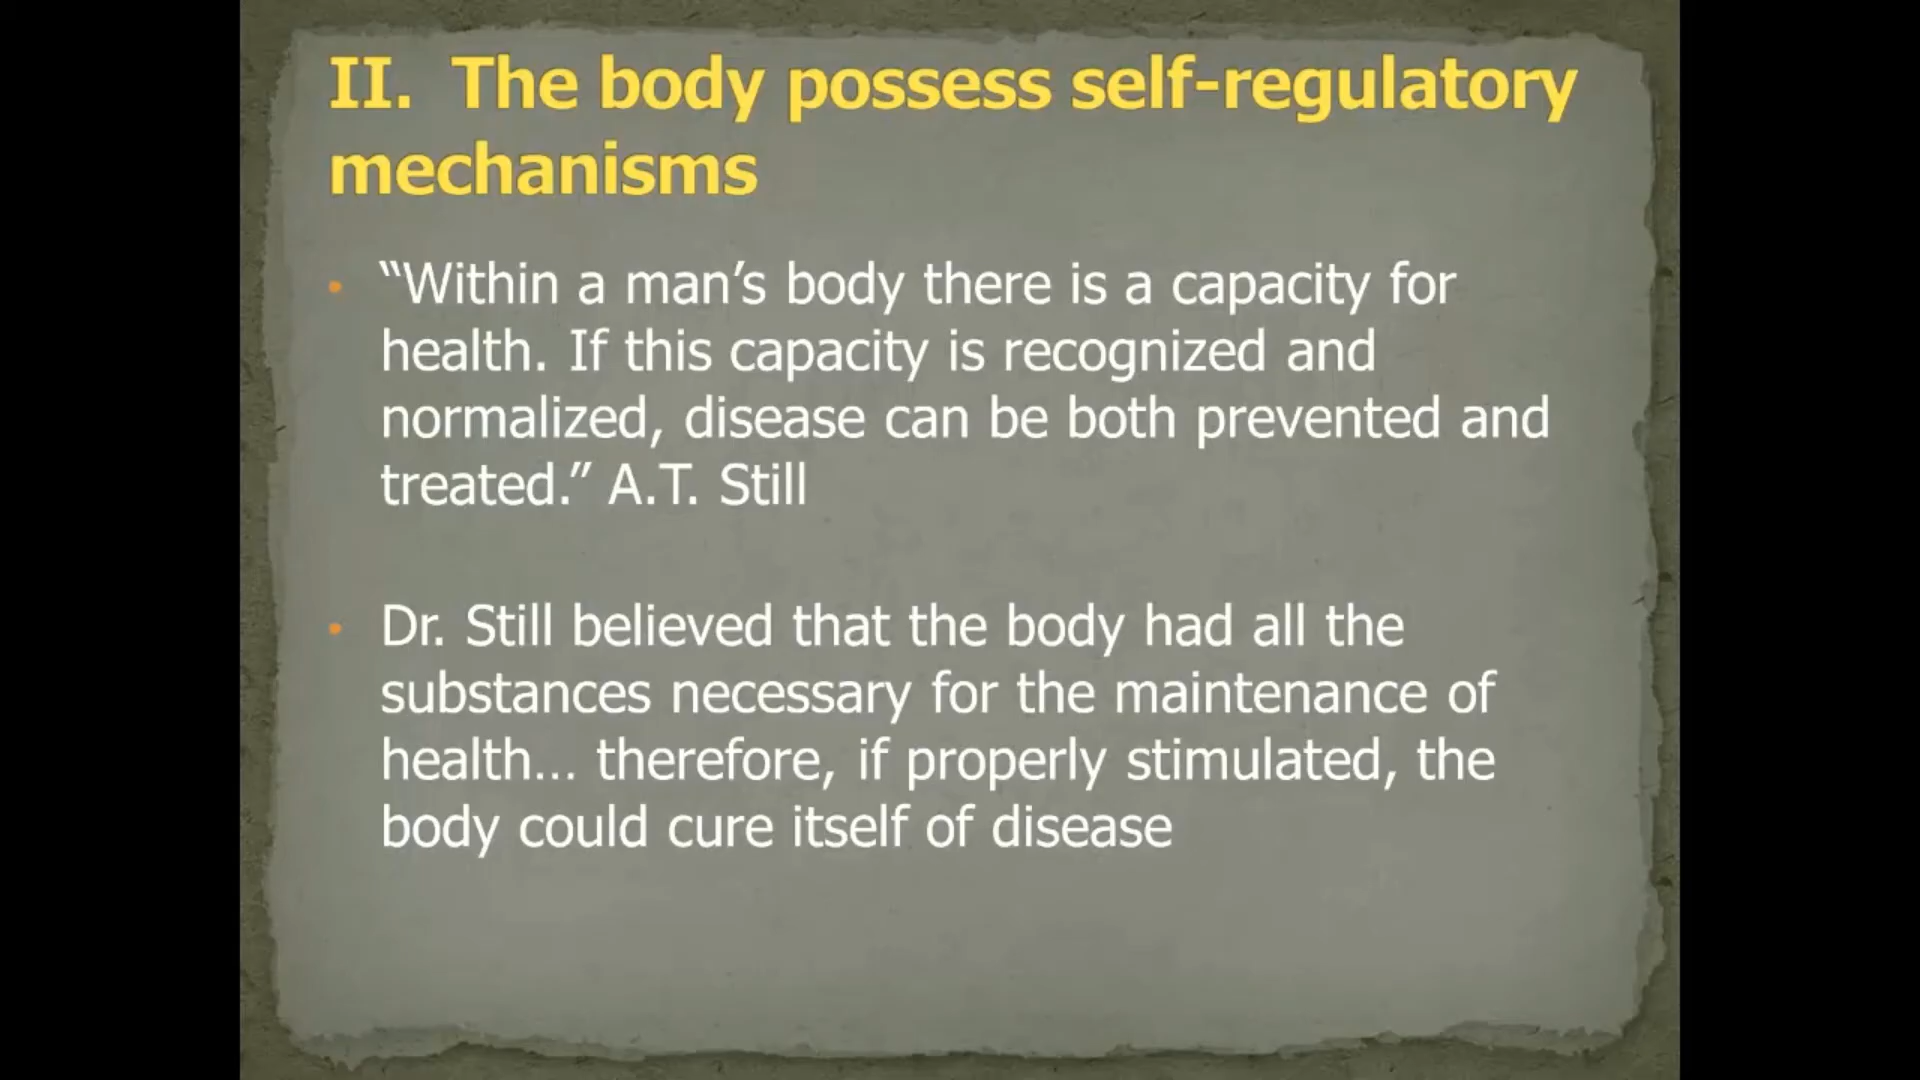 II. The body possess self-regulatory
mechanisms
• “Within a man’s body there is a capacity for
health. If this capacity is recognized and
normalized, disease can be both prevented and
treated.” A.T. Still
• Dr. Still believed that the body had all the
substances necessary for the maintenance of
health... therefore, if properly stimulated, the
body could cure itself of disease